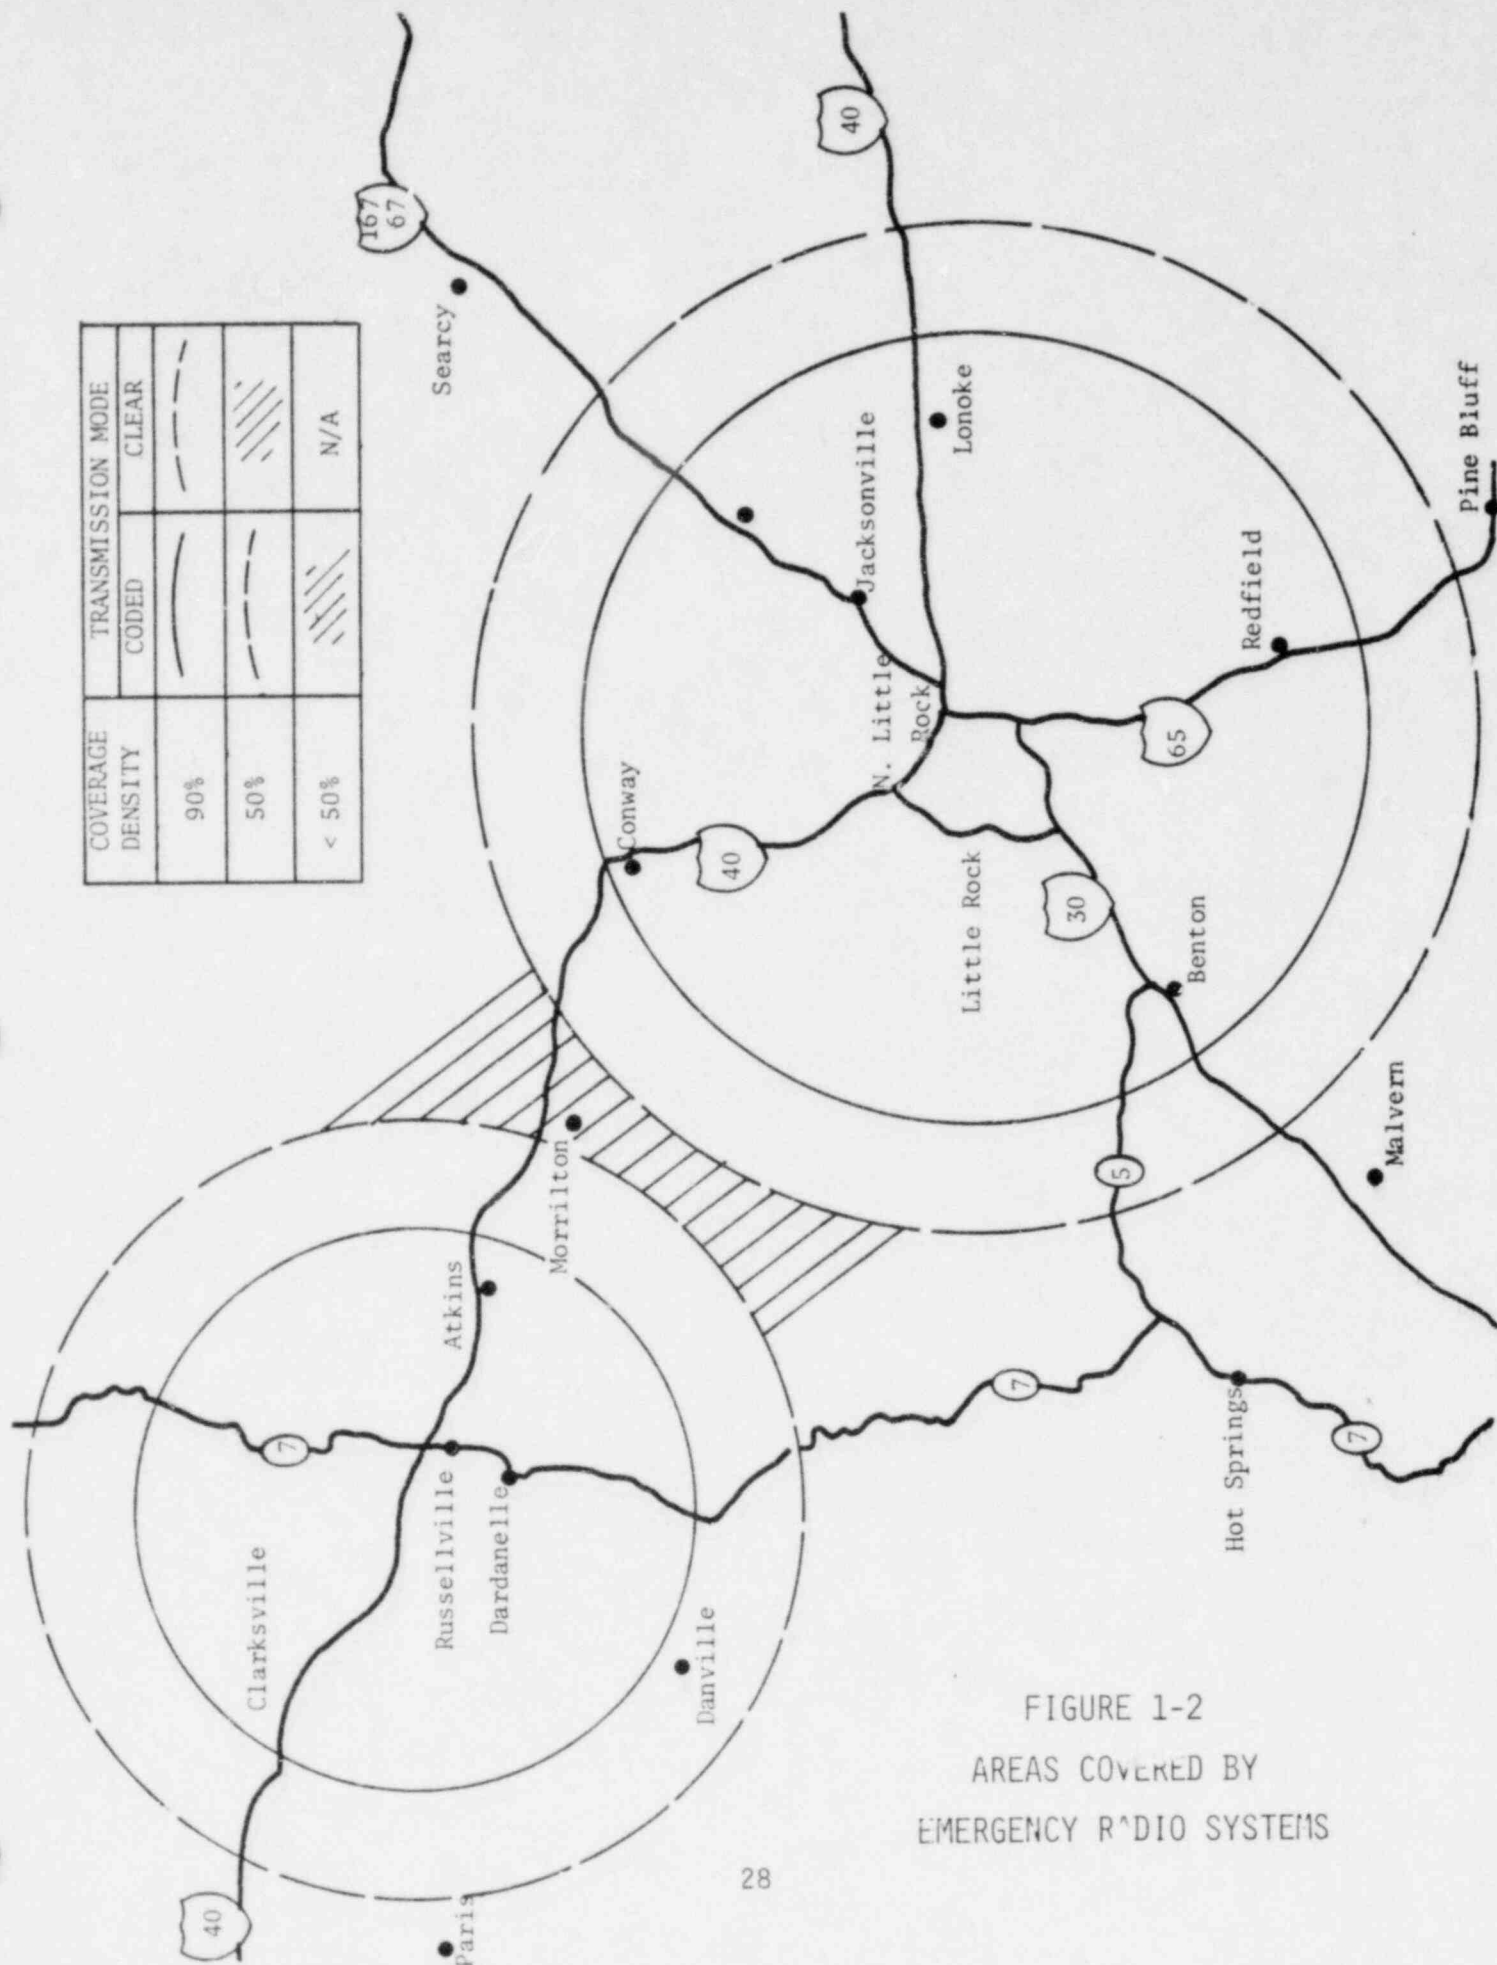 COVERAGE DENSITY
TRANSMISSION MODE
CODED
CLEAR
90%
50%
< 50%
N/A
40
Paris
Clarksville
7
Russellville
Dardanelle
Danville
Atkins
Morrilton
Conway
40
Searcy
167
67
40
Jacksonville
Lonoke
N. Little
Rock
Little Rock
30
65
Redfield
Pine Bluff
Benton
5
Malvern
7
Hot Springs
7
FIGURE 1-2
AREAS COVERED BY
EMERGENCY RADIO SYSTEMS
28